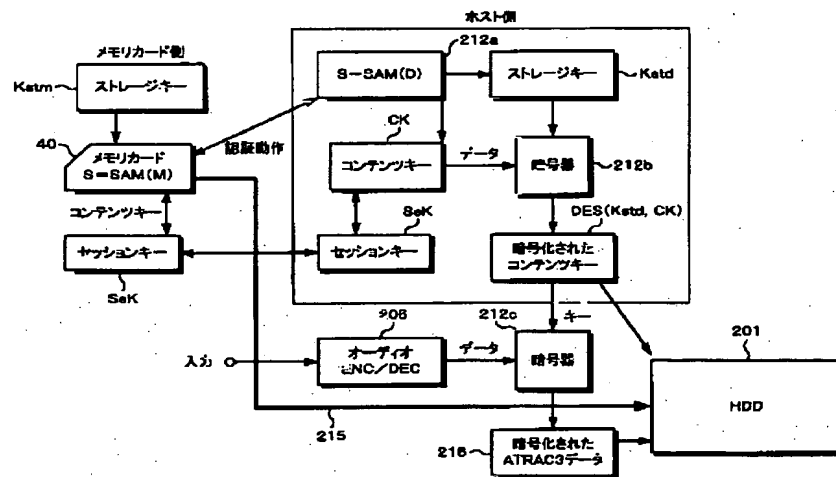 ホスト側
メモリカード側
212a
Kstm
ストレージキー
S-SAM(D)
ストレージキー
Kstd
40
認証動作
CK
メモリカード
S-SAM(M)
コンテンツキー
データ
暗号器
212b
コンテンツキー
SeK
DES(Kstd, CK)
セッションキー
セッションキー
暗号化された
コンテンツキー
SeK
206
212c
キー
201
入力
オーディオ
ENC/DEC
データ
暗号器
HDD
215
216
暗号化された
ATRAC3データ